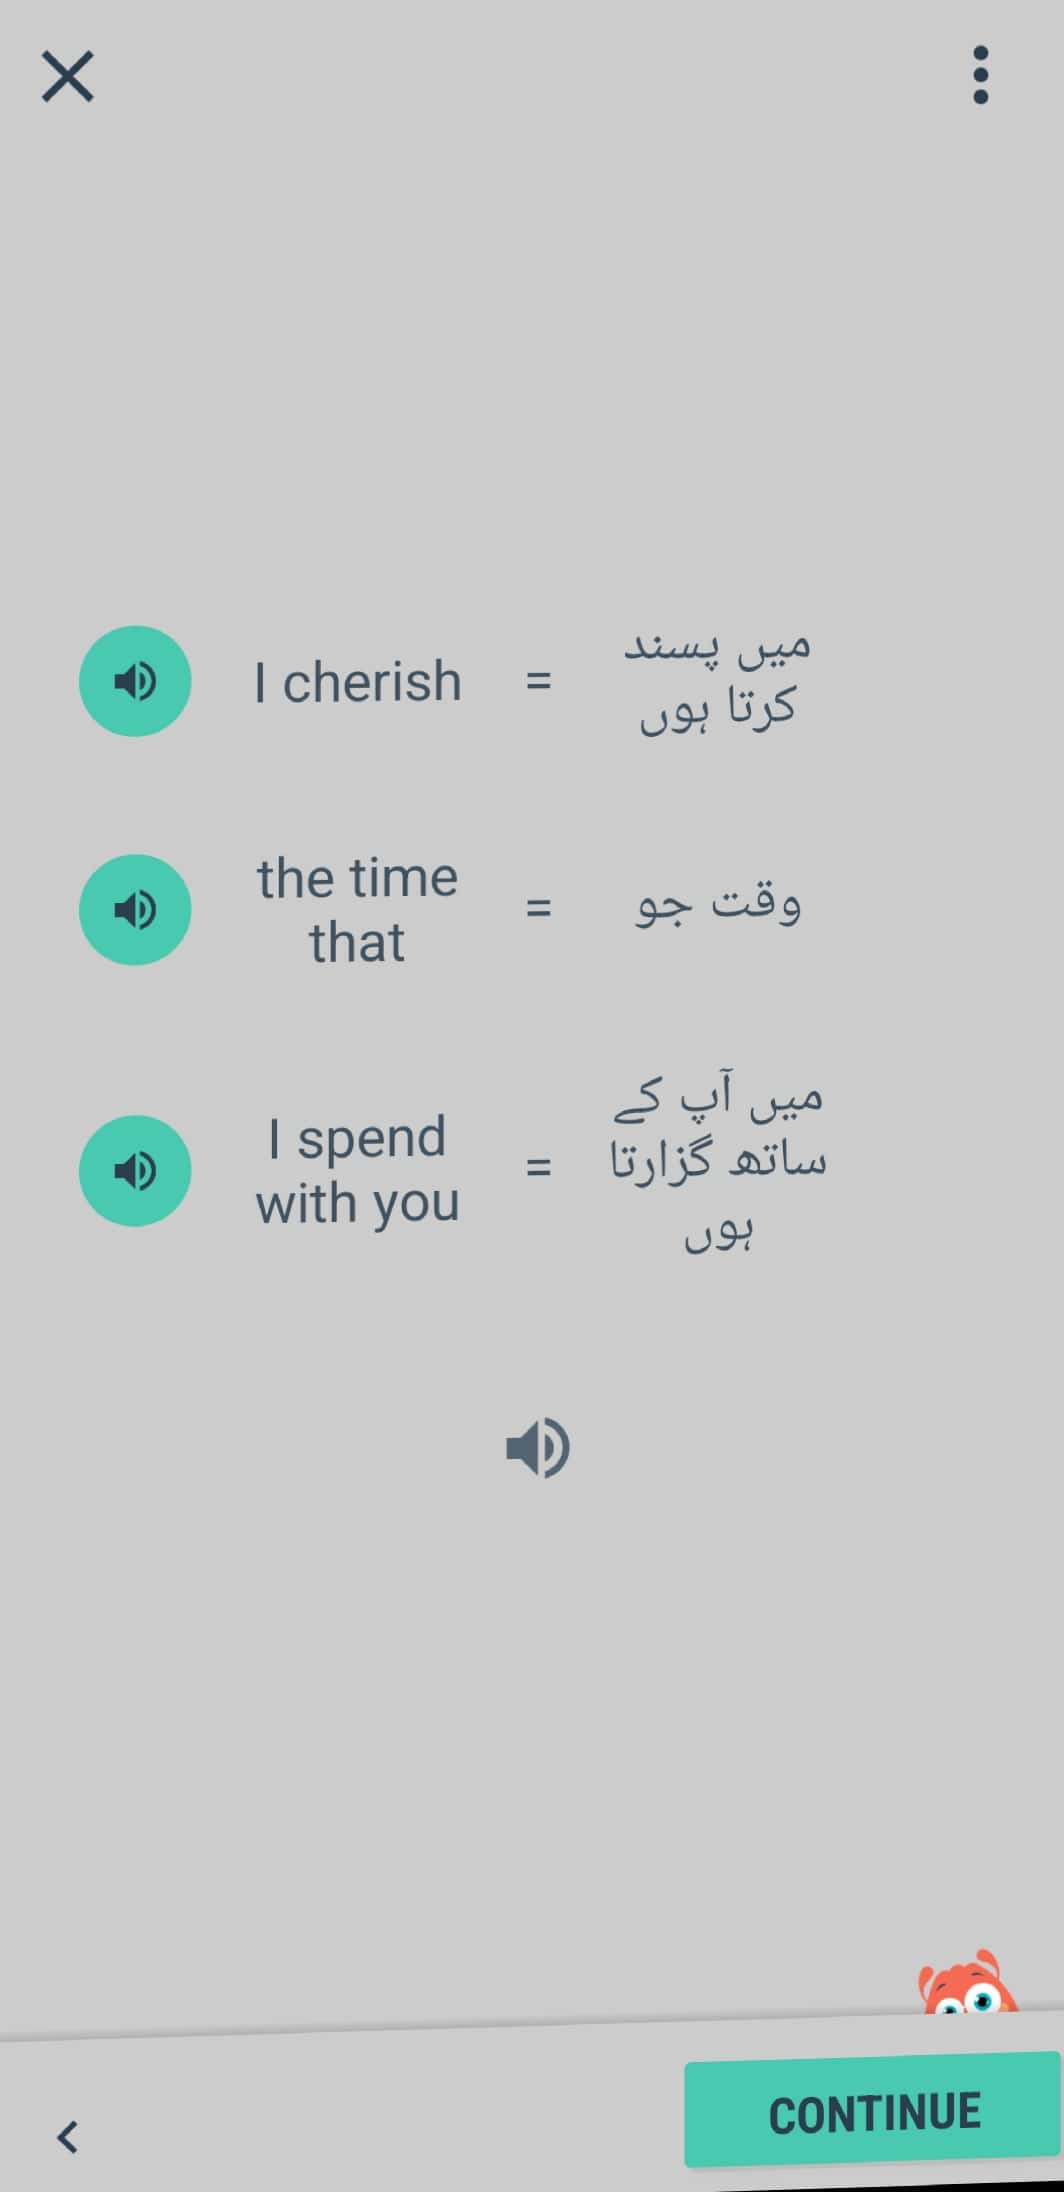 I cherish
=
میں پسند
کرتا ہوں
the time
that
=
وقت جو
I spend
with you
=
میں آپ کے
ساتھ گزارتا
ہوں
CONTINUE